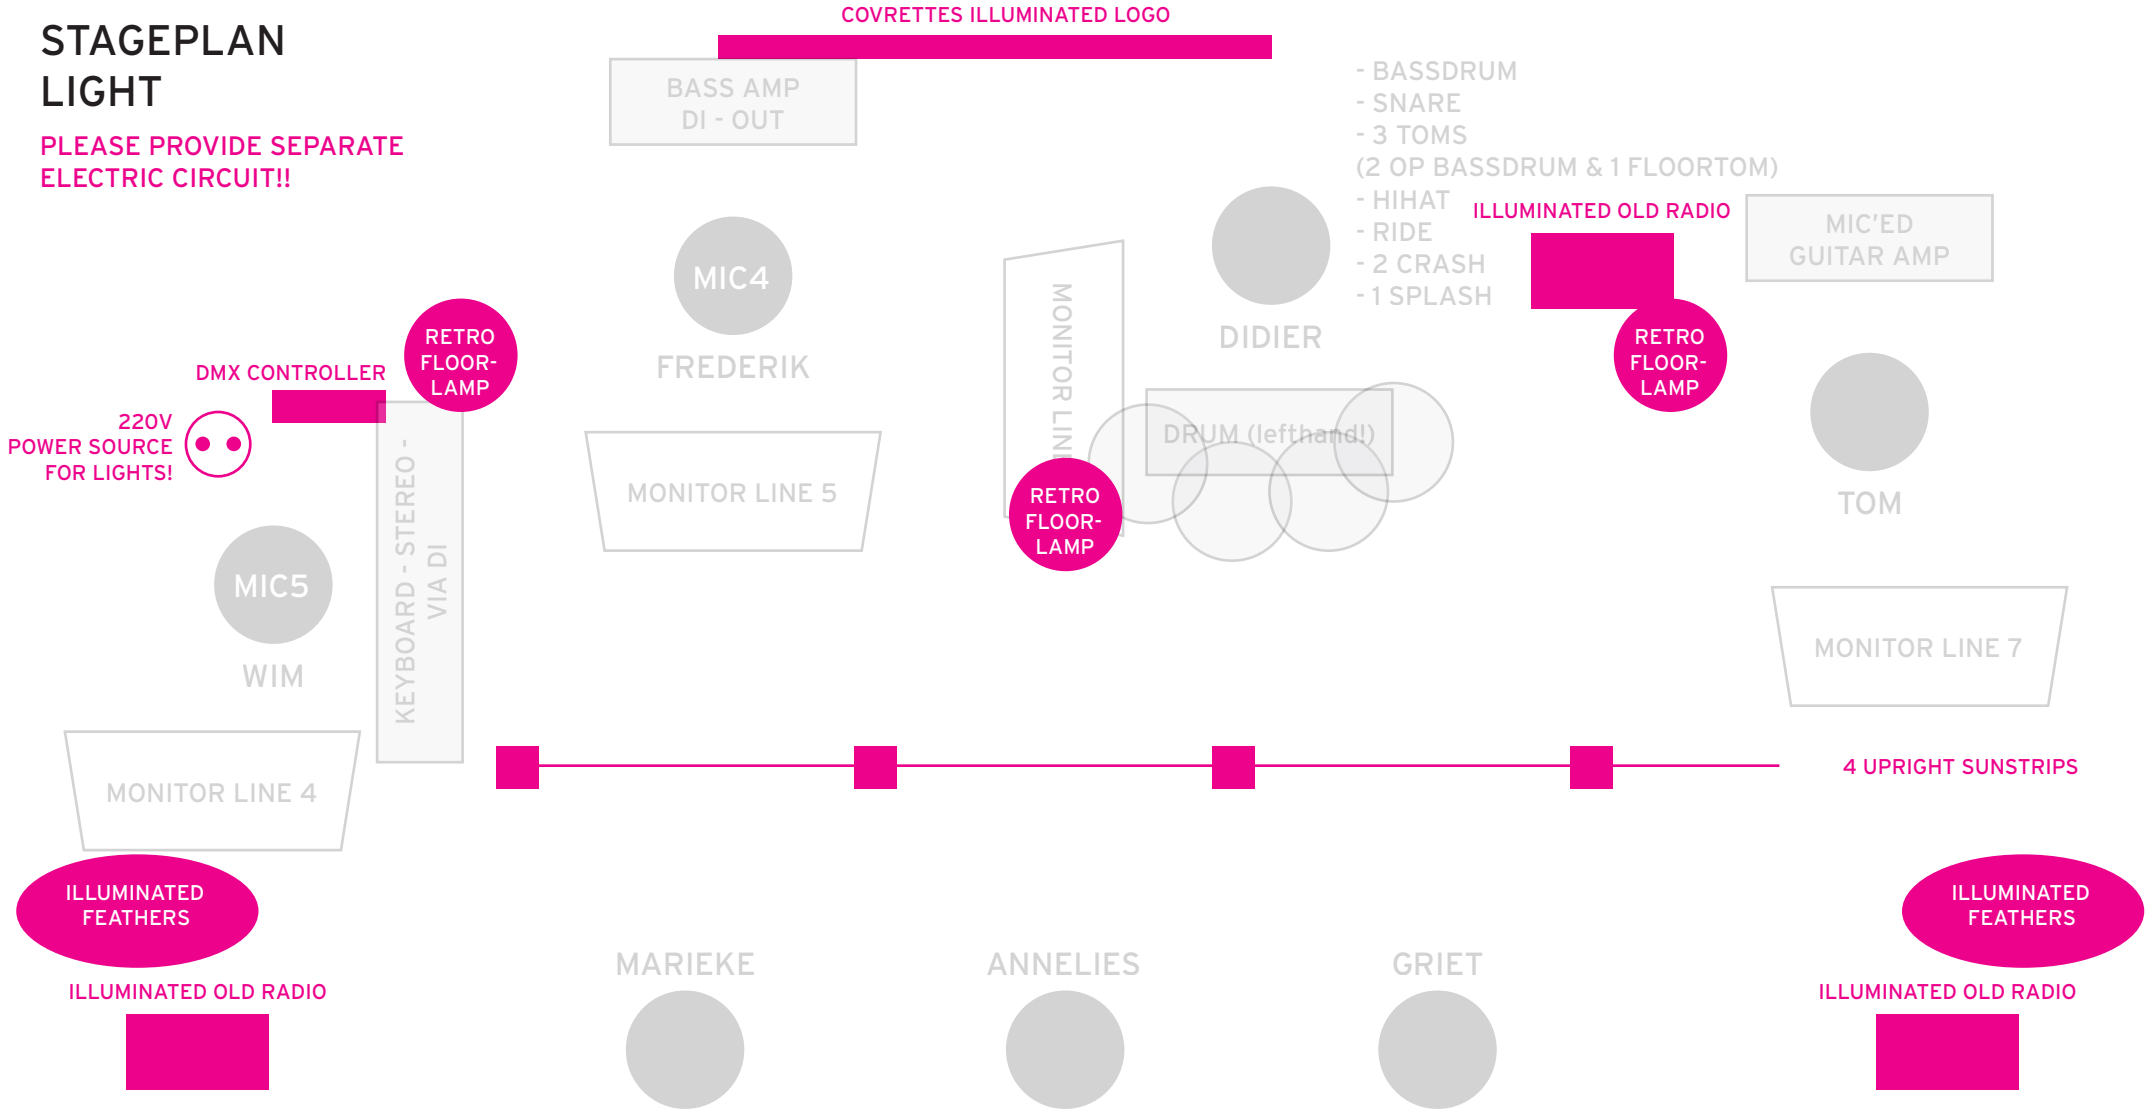 STAGEPLAN
LIGHT
PLEASE PROVIDE SEPARATE
ELECTRIC CIRCUIT!!
COVRETTES ILLUMINATED LOGO
BASS AMP
DI - OUT
- BASSDRUM
- SNARE
- 3 TOMS
(2 OP BASSDRUM & 1 FLOORTOM)
- HIHAT
- RIDE
- 2 CRASH
- 1 SPLASH
ILLUMINATED OLD RADIO
MIC'ED
GUITAR AMP
MIC4
FREDERIK
MONITOR LINE
DIDIER
RETRO
FLOOR-
LAMP
RETRO
FLOOR-
LAMP
DMX CONTROLLER
220V
POWER SOURCE
FOR LIGHTS!
KEYBOARD - STEREO -
VIA DI
MONITOR LINE 5
DRUM (lefthand!)
RETRO
FLOOR-
LAMP
TOM
MIC5
WIM
MONITOR LINE 7
MONITOR LINE 4
4 UPRIGHT SUNSTRIPS
ILLUMINATED
FEATHERS
ILLUMINATED
FEATHERS
MARIEKE
ANNELIES
GRIET
ILLUMINATED OLD RADIO
ILLUMINATED OLD RADIO